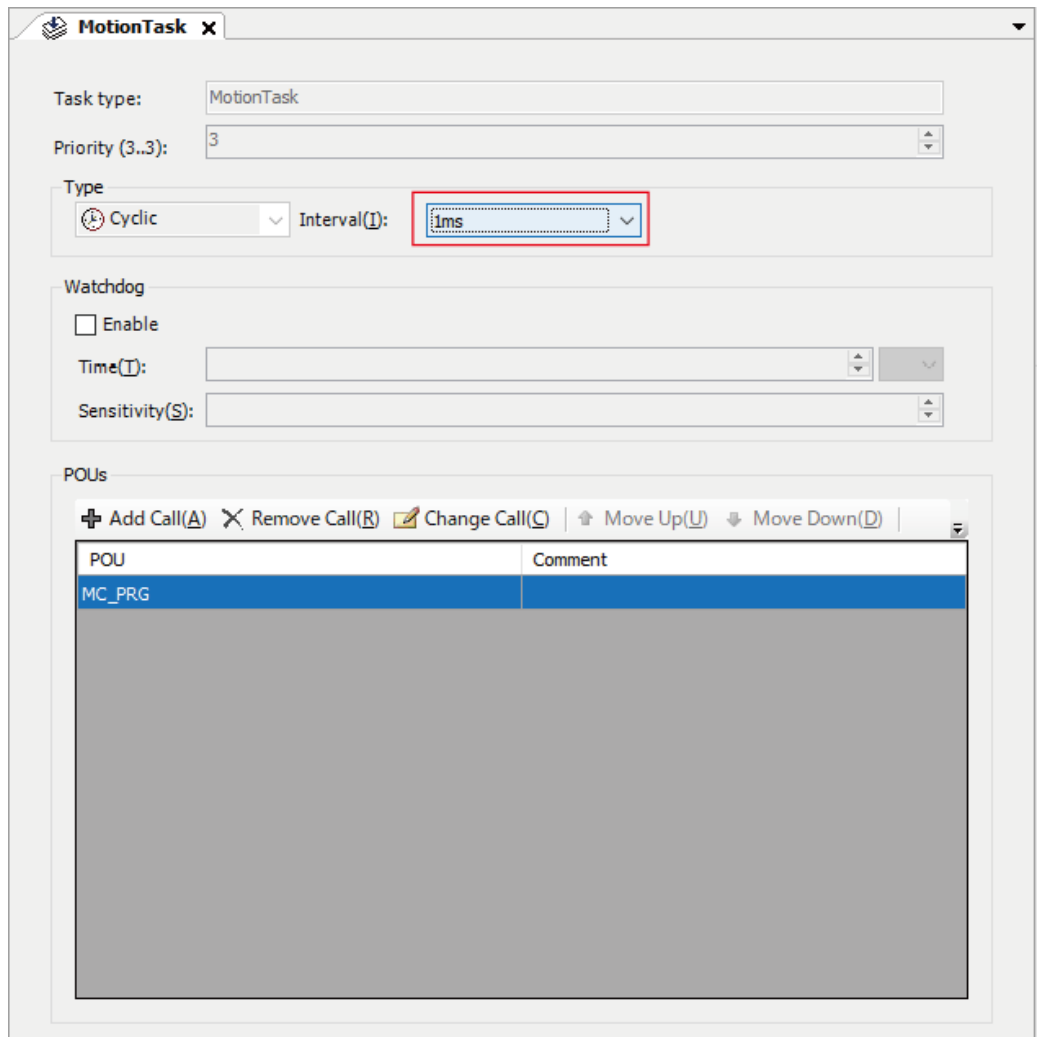 MotionTask
Task type: MotionTask
Priority (3..3): 3
Type
Cyclic Interval(I): 1ms
Watchdog
Enable
Time(T):
Sensitivity(S):
POUs
Add Call(A) Remove Call(R) Change Call(C) Move Up(U) Move Down(D)
POU Comment
MC_PRG